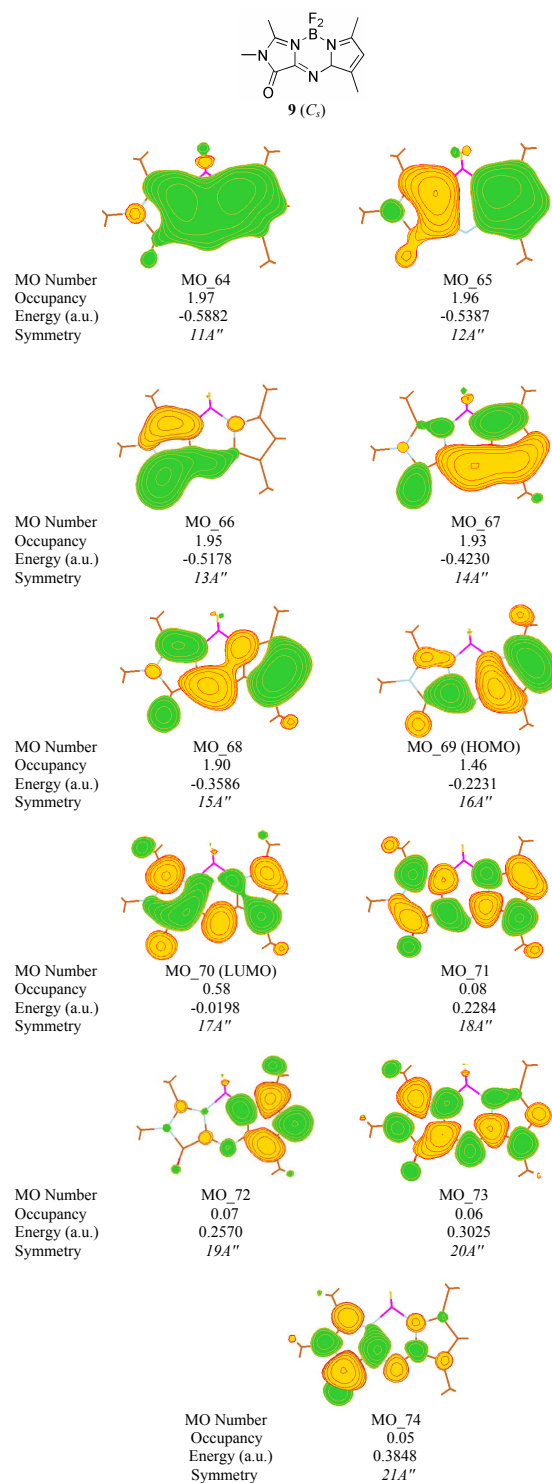 F2
B
N
N
N
N
O
9 (Cs)
MO Number MO_64 MO_65
Occupancy 1.97 1.96
Energy (a.u.) -0.5882 -0.5387
Symmetry 11A" 12A"
MO Number MO_66 MO_67
Occupancy 1.95 1.93
Energy (a.u.) -0.5178 -0.4230
Symmetry 13A" 14A"
MO Number MO_68 MO_69 (HOMO)
Occupancy 1.90 1.46
Energy (a.u.) -0.3586 -0.2231
Symmetry 15A" 16A"
MO Number MO_70 (LUMO) MO_71
Occupancy 0.58 0.08
Energy (a.u.) -0.0198 0.2284
Symmetry 17A" 18A"
MO Number MO_72 MO_73
Occupancy 0.07 0.06
Energy (a.u.) 0.2570 0.3025
Symmetry 19A" 20A"
MO Number MO_74
Occupancy 0.05
Energy (a.u.) 0.3848
Symmetry 21A"